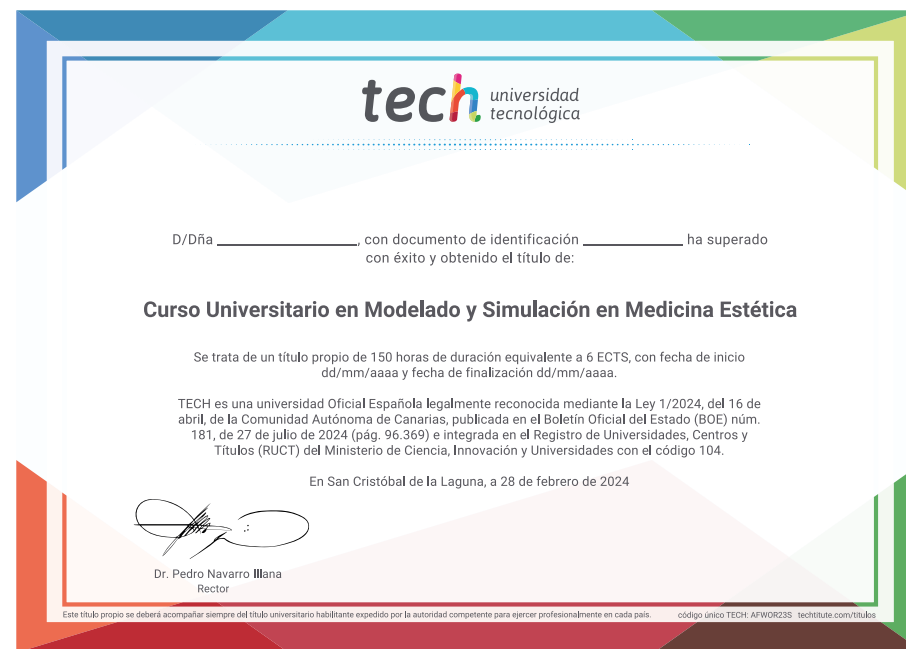 tech universidad
tecnológica
D/Dña __________________, con documento de identificación _____________ ha superado
con éxito y obtenido el título de:
Curso Universitario en Modelado y Simulación en Medicina Estética
Se trata de un título propio de 150 horas de duración equivalente a 6 ECTS, con fecha de inicio
dd/mm/aaaa y fecha de finalización dd/mm/aaaa.
TECH es una universidad Oficial Española legalmente reconocida mediante la Ley 1/2024, del 16 de
abril, de la Comunidad Autónoma de Canarias, publicada en el Boletín Oficial del Estado (BOE) núm.
181, de 27 de julio de 2024 (pág. 96.369) e integrada en el Registro de Universidades, Centros y
Títulos (RUCT) del Ministerio de Ciencia, Innovación y Universidades con el código 104.
En San Cristóbal de la Laguna, a 28 de febrero de 2024
Dr. Pedro Navarro Illana
Rector
Este título propio se deberá acompañar siempre del título universitario habilitante expedido por la autoridad competente para ejercer profesionalmente en cada país. código único TECH: AFWOR23S techtitute.com/titulos